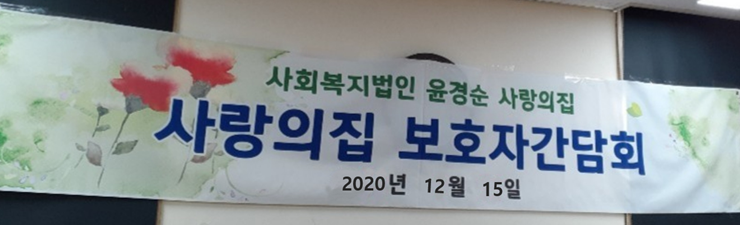 사회복지법인 윤경순 사랑의집
사랑의집 보호자간담회
2020년 12월 15일